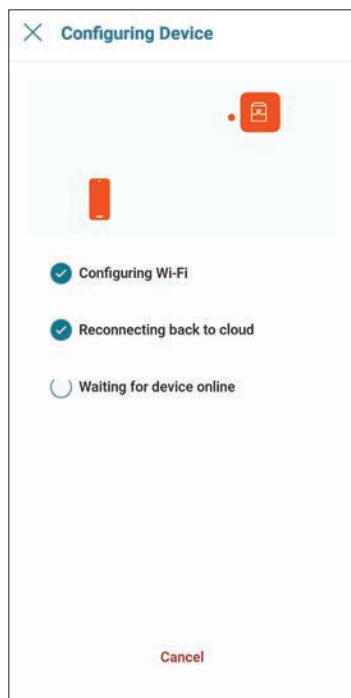 Configuring Device
Configuring Wi-Fi
Reconnecting back to cloud
Waiting for device online
Cancel